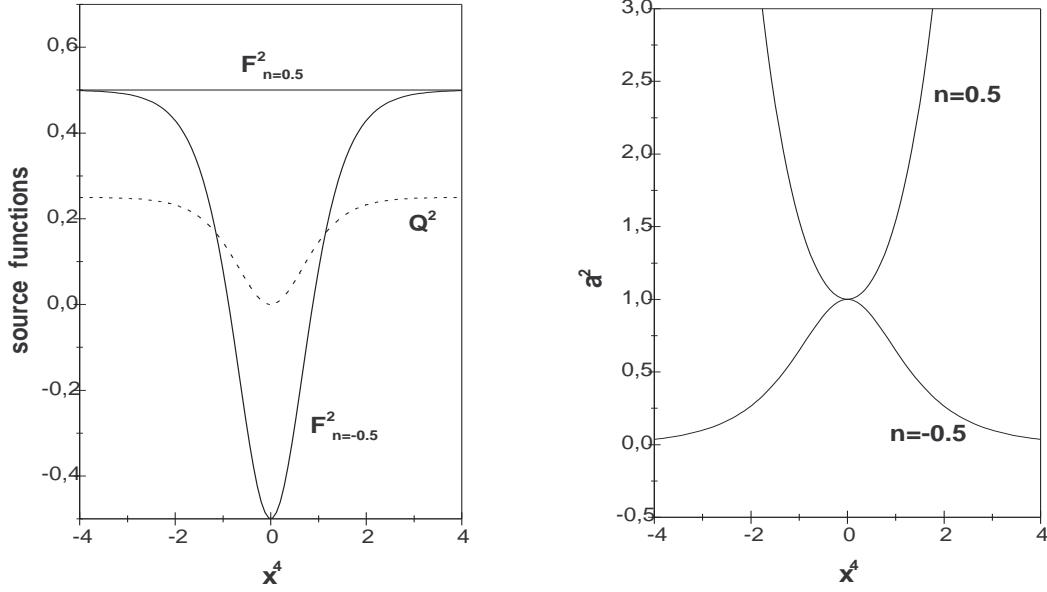 0,6
0,4
0,2
0,0
-0,2
-0,4
source functions
F²ₙ₌₀.₅
Q²
F²ₙ₌₋₀.₅
-4 -2 0 2 4
x⁴
3,0
2,5
2,0
1,5
1,0
0,5
0,0
-0,5
a²
n=0.5
n=-0.5
-4 -2 0 2 4
x⁴